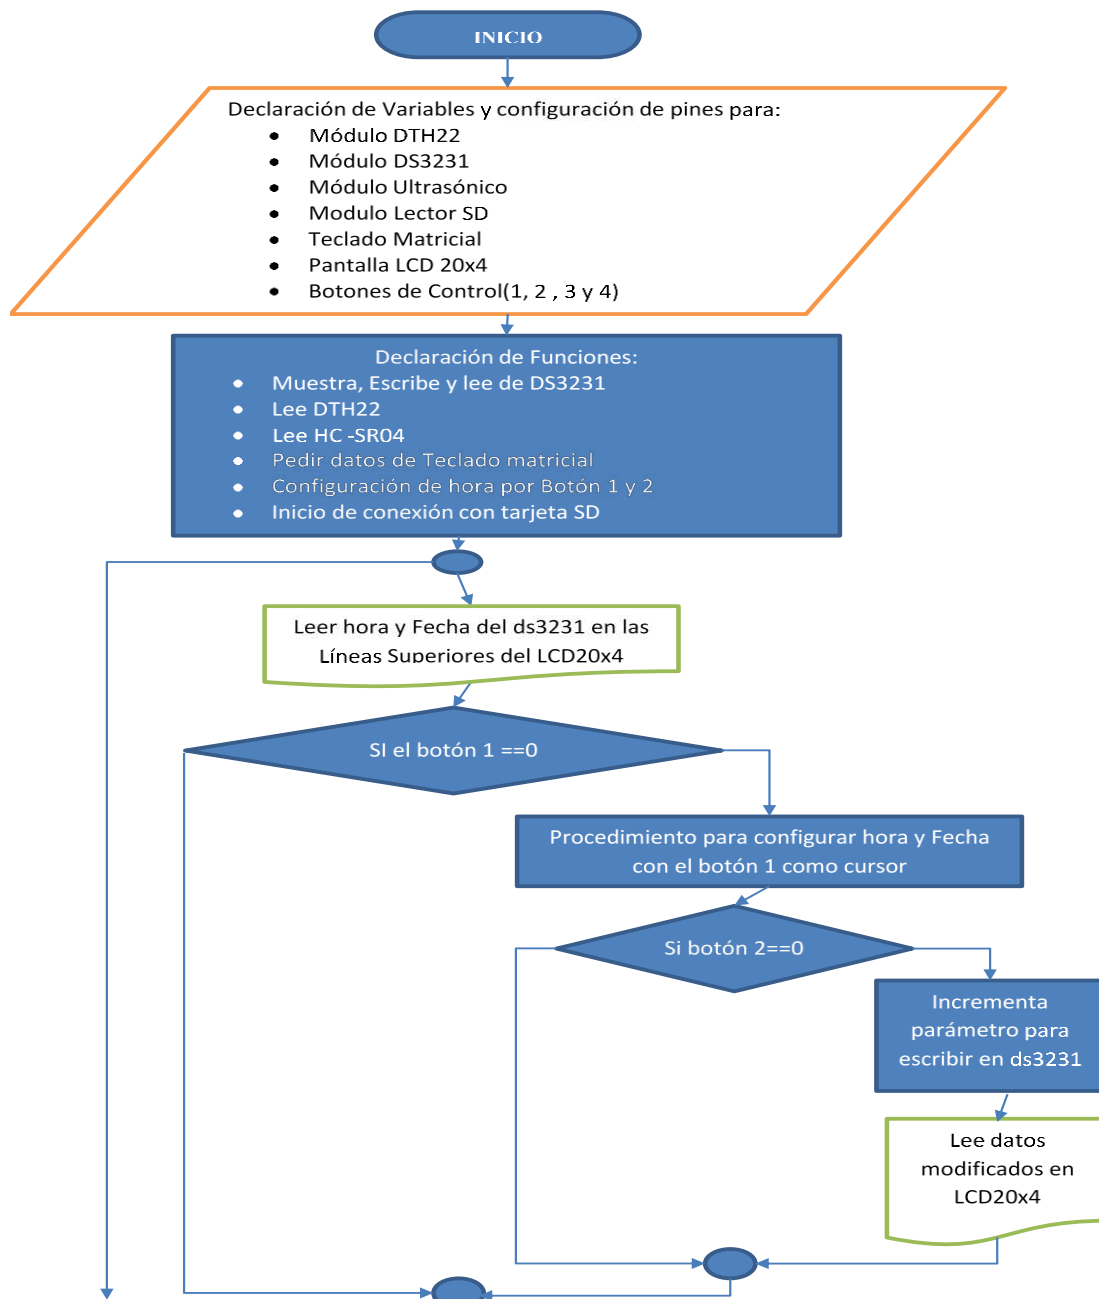 INICIO
Declaración de Variables y configuración de pines para:
• Módulo DTH22
• Módulo DS3231
• Módulo Ultrasónico
• Modulo Lector SD
• Teclado Matricial
• Pantalla LCD 20x4
• Botones de Control(1, 2 , 3 y 4)
Declaración de Funciones:
• Muestra, Escribe y lee de DS3231
• Lee DTH22
• Lee HC -SR04
• Pedir datos de Teclado matricial
• Configuración de hora por Botón 1 y 2
• Inicio de conexión con tarjeta SD
Leer hora y Fecha del ds3231 en las
Líneas Superiores del LCD20x4
SI el botón 1 ==0
Procedimiento para configurar hora y Fecha
con el botón 1 como cursor
Si botón 2==0
Incrementa
parámetro para
escribir en ds3231
Lee datos
modificados en
LCD20x4